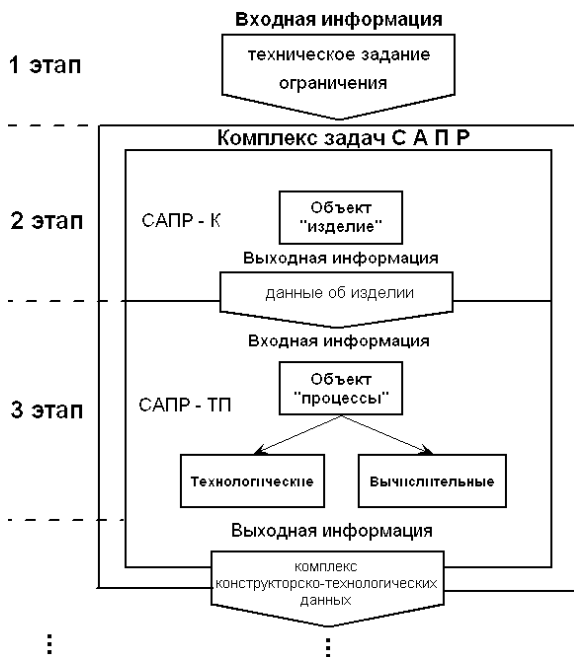 Входная информация
1 этап
техническое задание
ограничения
Комплекс задач С А П Р
2 этап
САПР - К
Объект
"изделие"
Выходная информация
данные об изделии
Входная информация
3 этап
САПР - ТП
Объект
"процессы"
Технологические
Вычислительные
Выходная информация
комплекс
конструкторско-технологических
данных